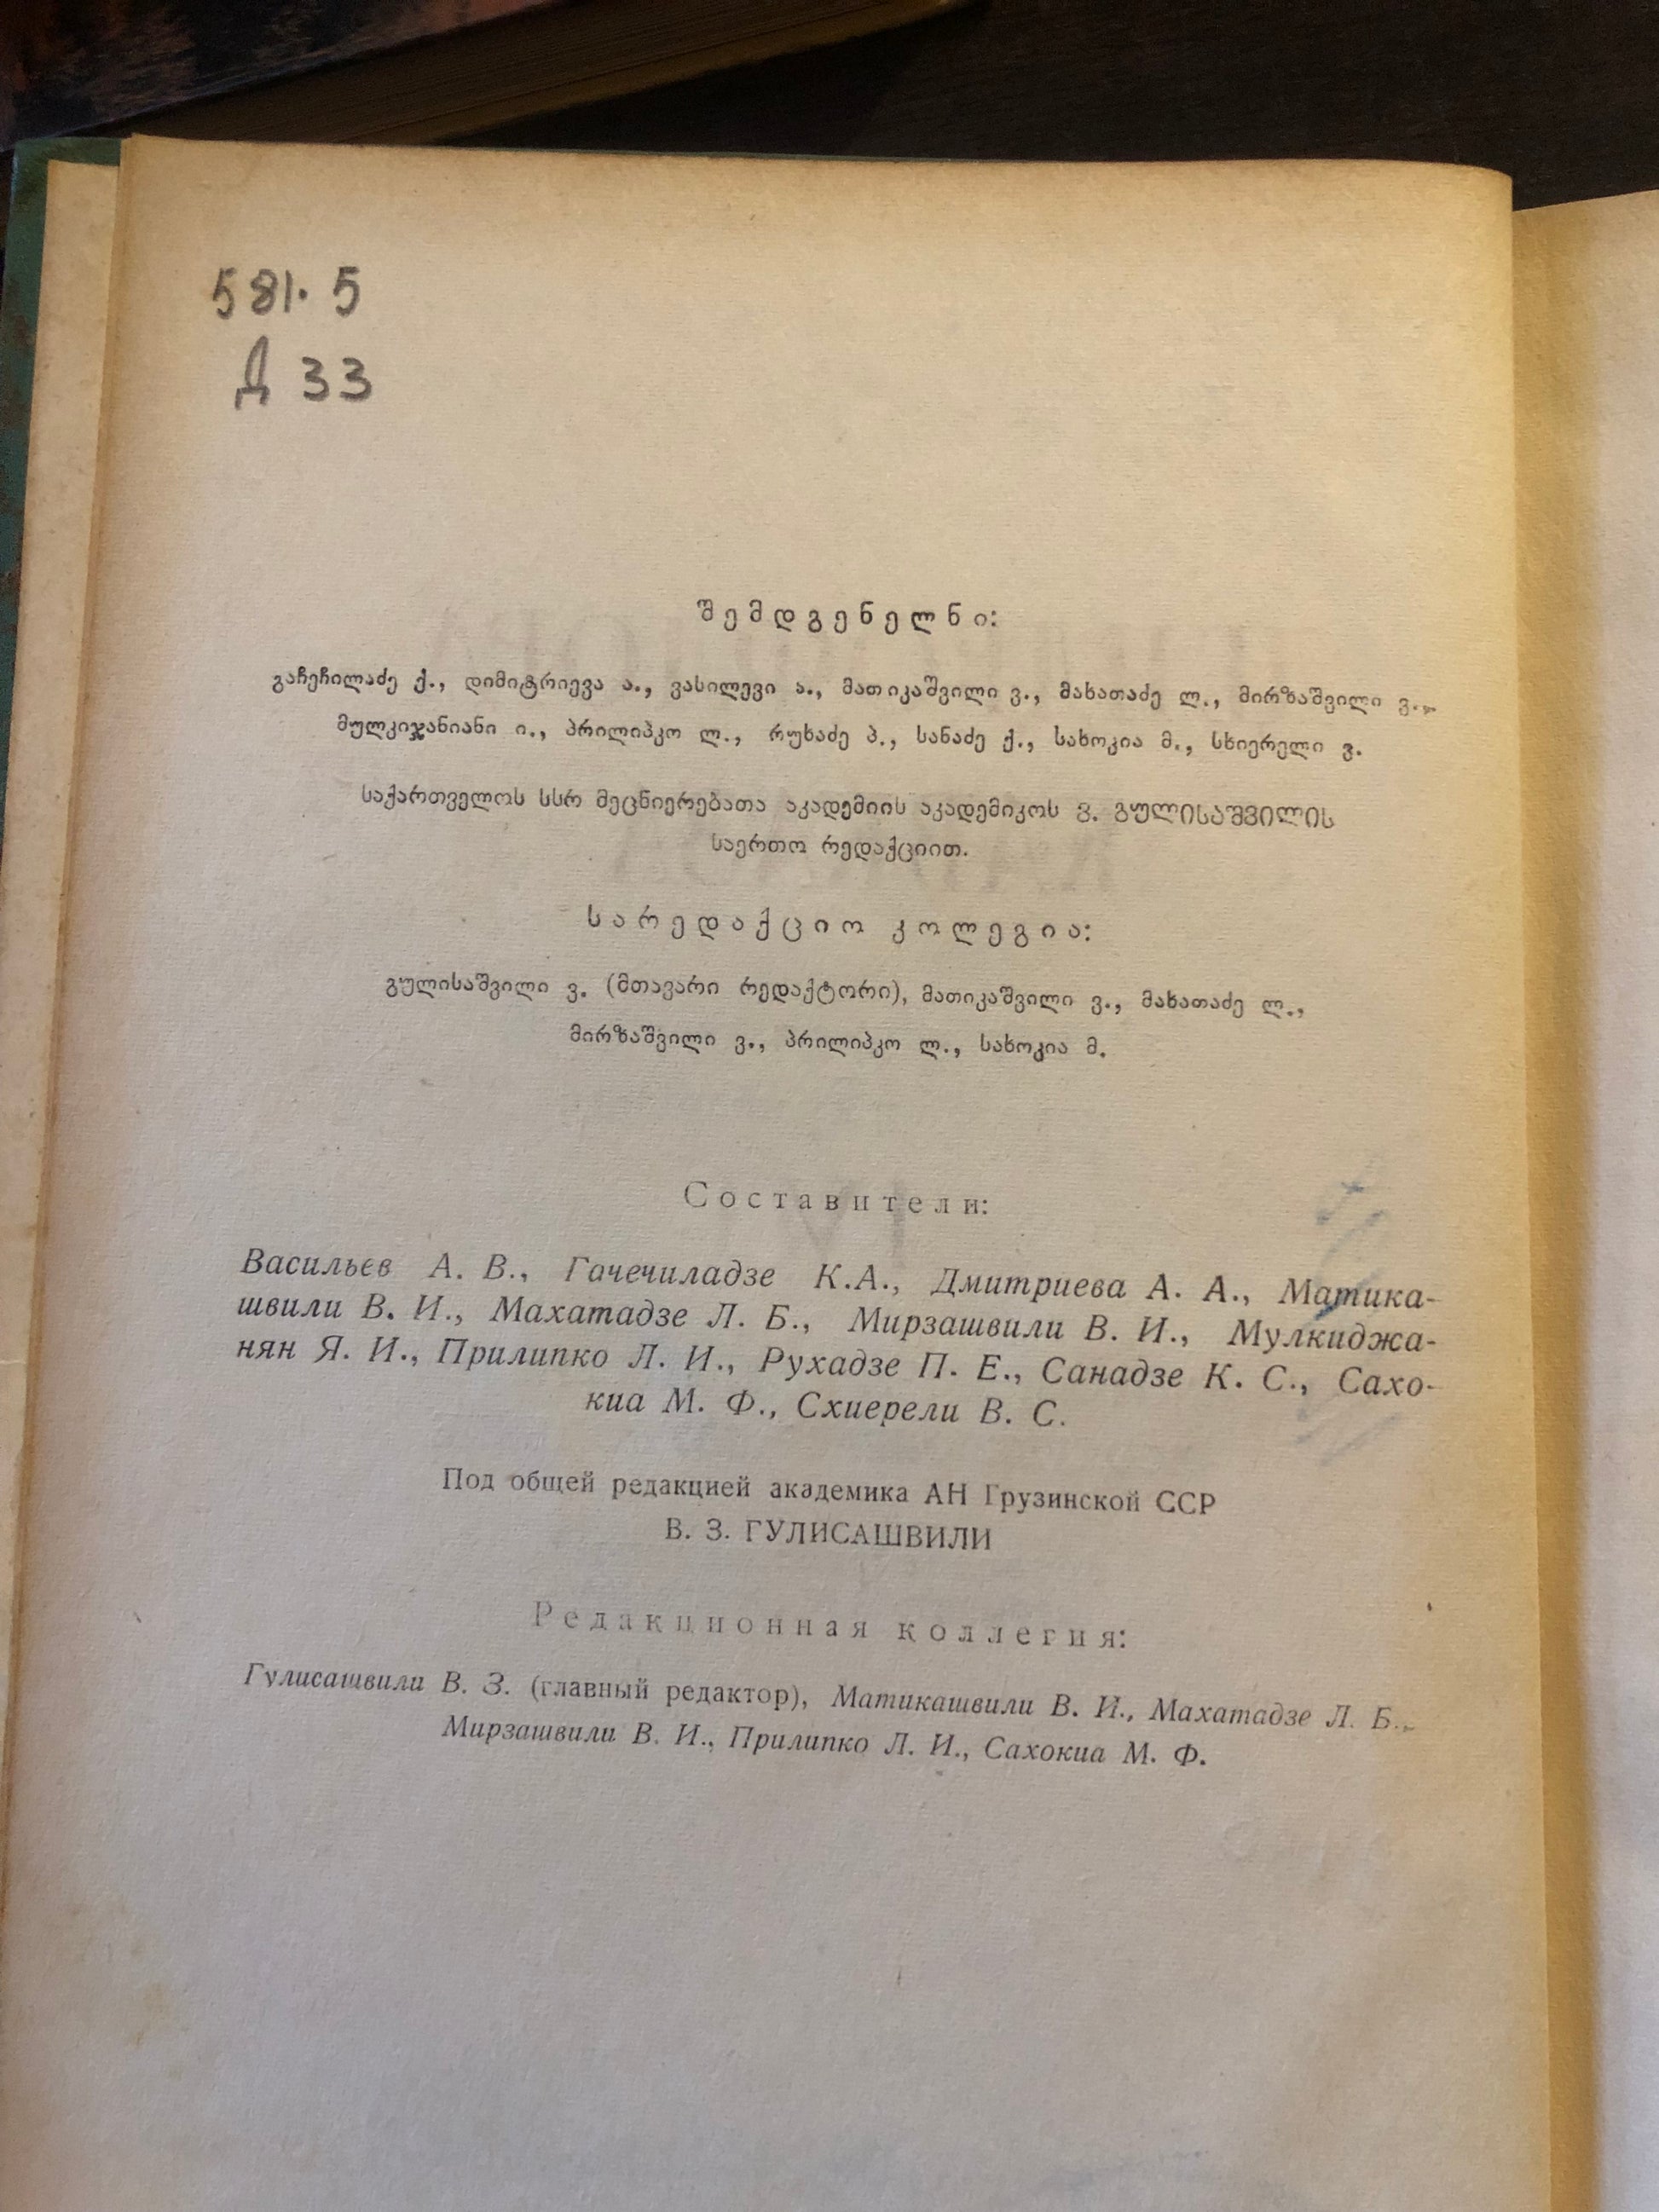 581.5
Д 33
შემდგენელნი:
გაჩეჩილაძე ქ., დიმიტრიევა ა., ვასილევი ა., მათიკაშვილი ვ., მახათაძე ლ., მირზაშვილი ვ.,
მულკიჯანიანი ი., პრილიპკო ლ., რუხაძე პ., სანაძე ქ., სახოკია მ., სხიერელი ვ.
საქართველოს სსრ მეცნიერებათა აკადემიის აკადემიკოს ვ. გულისაშვილის
საერთო რედაქციით.
სარედაქციო კოლეგია:
გულისაშვილი ვ. (მთავარი რედაქტორი), მათიკაშვილი ვ., მახათაძე ლ.,
მირზაშვილი ვ., პრილიპკო ლ., სახოკია მ.
Составители:
Васильев А. В., Гачечиладзе К.А., Дмитриева А. А., Матика-
швили В. И., Махатадзе Л. Б., Мирзашвили В. И., Мулкиджа-
нян Я. И., Прилипко Л. И., Рухадзе П. Е., Санадзе К. С., Сахо-
киа М. Ф., Схиерели В. С.
Под общей редакцией академика АН Грузинской ССР
В. З. ГУЛИСАШВИЛИ
Редакционная коллегия:
Гулисашвили В. З. (главный редактор), Матикашвили В. И., Махатадзе Л. Б.,
Мирзашвили В. И., Прилипко Л. И., Сахокиа М. Ф.